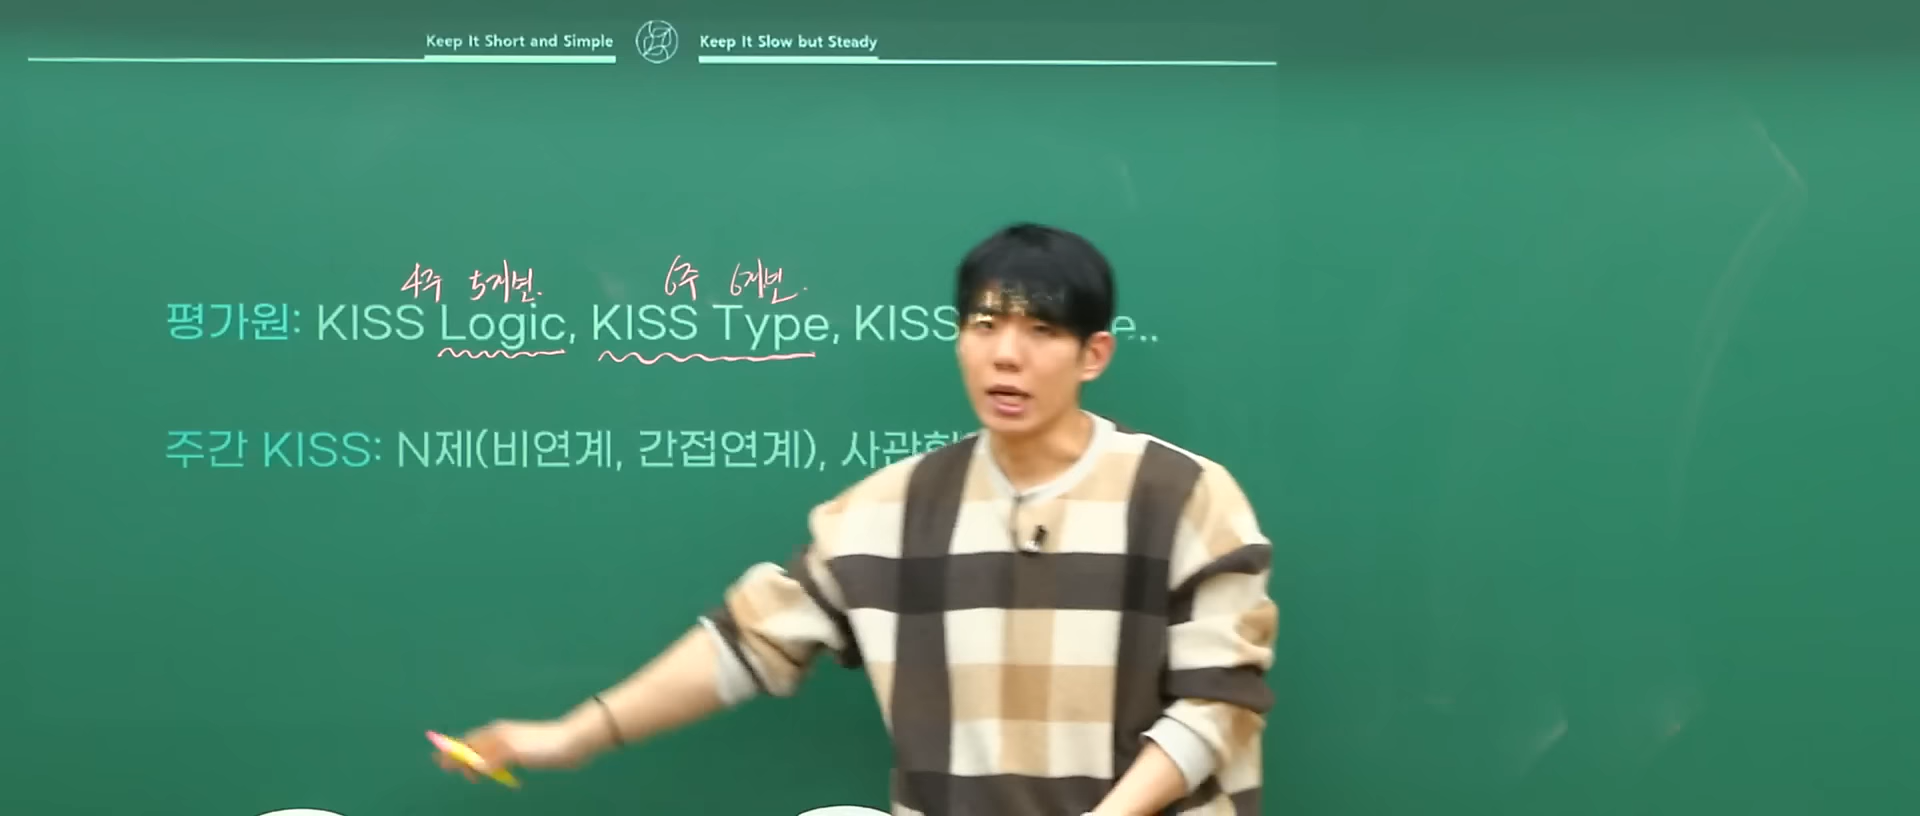 Keep It Short and Simple Keep It Slow but Steady
4주 5개년. 6주 6개년.
평가원: KISS Logic, KISS Type, KISS e..
주간 KISS: N제(비연계, 간접연계), 사관